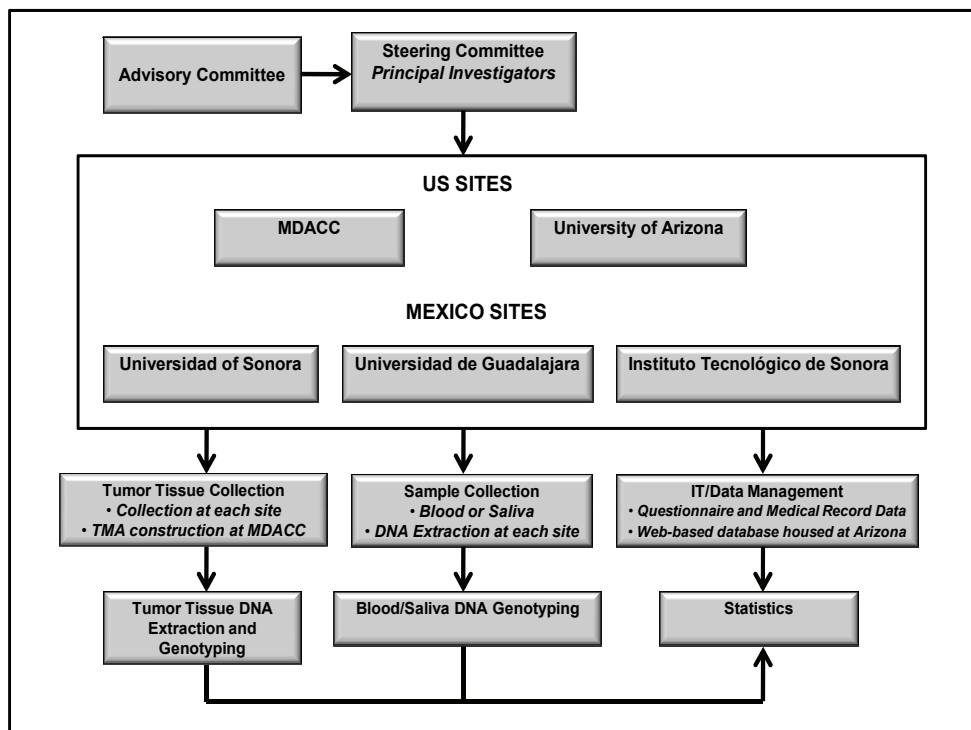 Advisory Committee
Steering Committee
Principal Investigators
US SITES
MDACC
University of Arizona
MEXICO SITES
Universidad of Sonora
Universidad de Guadalajara
Instituto Tecnológico de Sonora
Tumor Tissue Collection
• Collection at each site
• TMA construction at MDACC
Sample Collection
• Blood or Saliva
• DNA Extraction at each site
IT/Data Management
• Questionnaire and Medical Record Data
• Web-based database housed at Arizona
Tumor Tissue DNA
Extraction and
Genotyping
Blood/Saliva DNA Genotyping
Statistics